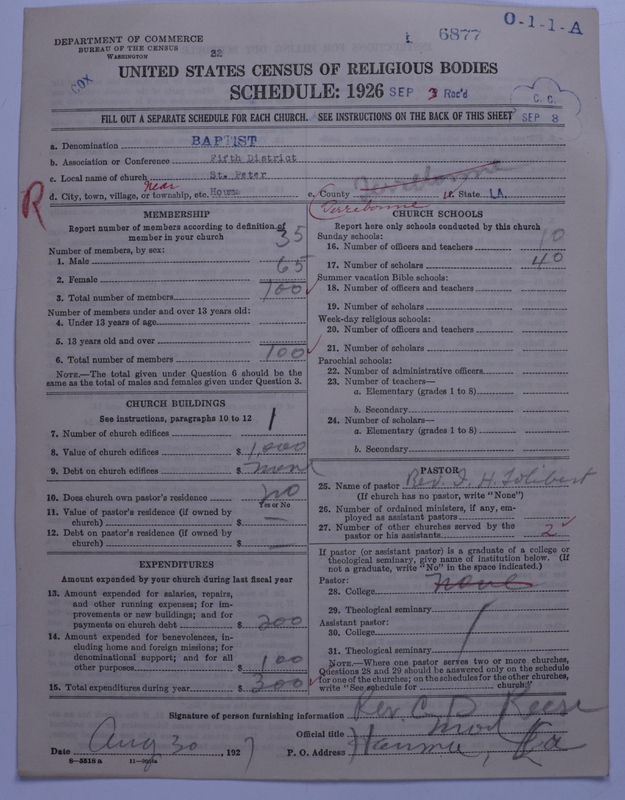 6877
O-1-1-A
DEPARTMENT OF COMMERCE
BUREAU OF THE CENSUS
WASHINGTON
22
COX
UNITED STATES CENSUS OF RELIGIOUS BODIES
SCHEDULE: 1926 SEP 3 Rec'd
C. C.
SEP 8
FILL OUT A SEPARATE SCHEDULE FOR EACH CHURCH. SEE INSTRUCTIONS ON THE BACK OF THIS SHEET
a. Denomination BAPTIST
b. Association or Conference Fifth District
c. Local name of church St. Peter
R
d. City, town, village, or township, etc. near Houma e. County Terrebonne State LA.
Terrebonne
MEMBERSHIP
Report number of members according to definition of
member in your church
Number of members, by sex:
1. Male 35
2. Female 65
3. Total number of members 100
Number of members under and over 13 years old:
4. Under 13 years of age
5. 13 years old and over
6. Total number of members 100
NOTE.—The total given under Question 6 should be the
same as the total of males and females given under Question 3.
CHURCH BUILDINGS
See instructions, paragraphs 10 to 12
7. Number of church edifices 1
8. Value of church edifices $ 1,000
9. Debt on church edifices $ none
10. Does church own pastor's residence no
Yes or No
11. Value of pastor's residence (if owned by
church) $ —
12. Debt on pastor's residence (if owned by
church) $
EXPENDITURES
Amount expended by your church during last fiscal year
13. Amount expended for salaries, repairs,
and other running expenses; for im-
provements or new buildings; and for
payments on church debt $ 200
14. Amount expended for benevolences, in-
cluding home and foreign missions; for
denominational support; and for all
other purposes $ 100
15. Total expenditures during year $ 300
CHURCH SCHOOLS
Report here only schools conducted by this church
Sunday schools:
16. Number of officers and teachers 10
17. Number of scholars 40
Summer vacation Bible schools:
18. Number of officers and teachers
19. Number of scholars
Week-day religious schools:
20. Number of officers and teachers
21. Number of scholars
Parochial schools:
22. Number of administrative officers
23. Number of teachers—
a. Elementary (grades 1 to 8)
b. Secondary
24. Number of scholars—
a. Elementary (grades 1 to 8)
b. Secondary
PASTOR
25. Name of pastor Rev. F. H. Tolibert
(If church has no pastor, write "None")
26. Number of ordained ministers, if any, em-
ployed as assistant pastors
27. Number of other churches served by the
pastor or his assistants 2
If pastor (or assistant pastor) is a graduate of a college or
theological seminary, give name of institution below. (If
not a graduate, write "No" in the space indicated.)
Pastor:
28. College none
29. Theological seminary
Assistant pastor:
30. College
31. Theological seminary
NOTE.—Where one pastor serves two or more churches,
Questions 28 and 29 should be answered only on the schedule
for one of the churches; on the schedules for the other churches,
write "See schedule for church."
Signature of person furnishing information Rev. C. D. Reese
Official title Mod
Date Aug 30, 1927 P. O. Address Houma, La
8—5518 a